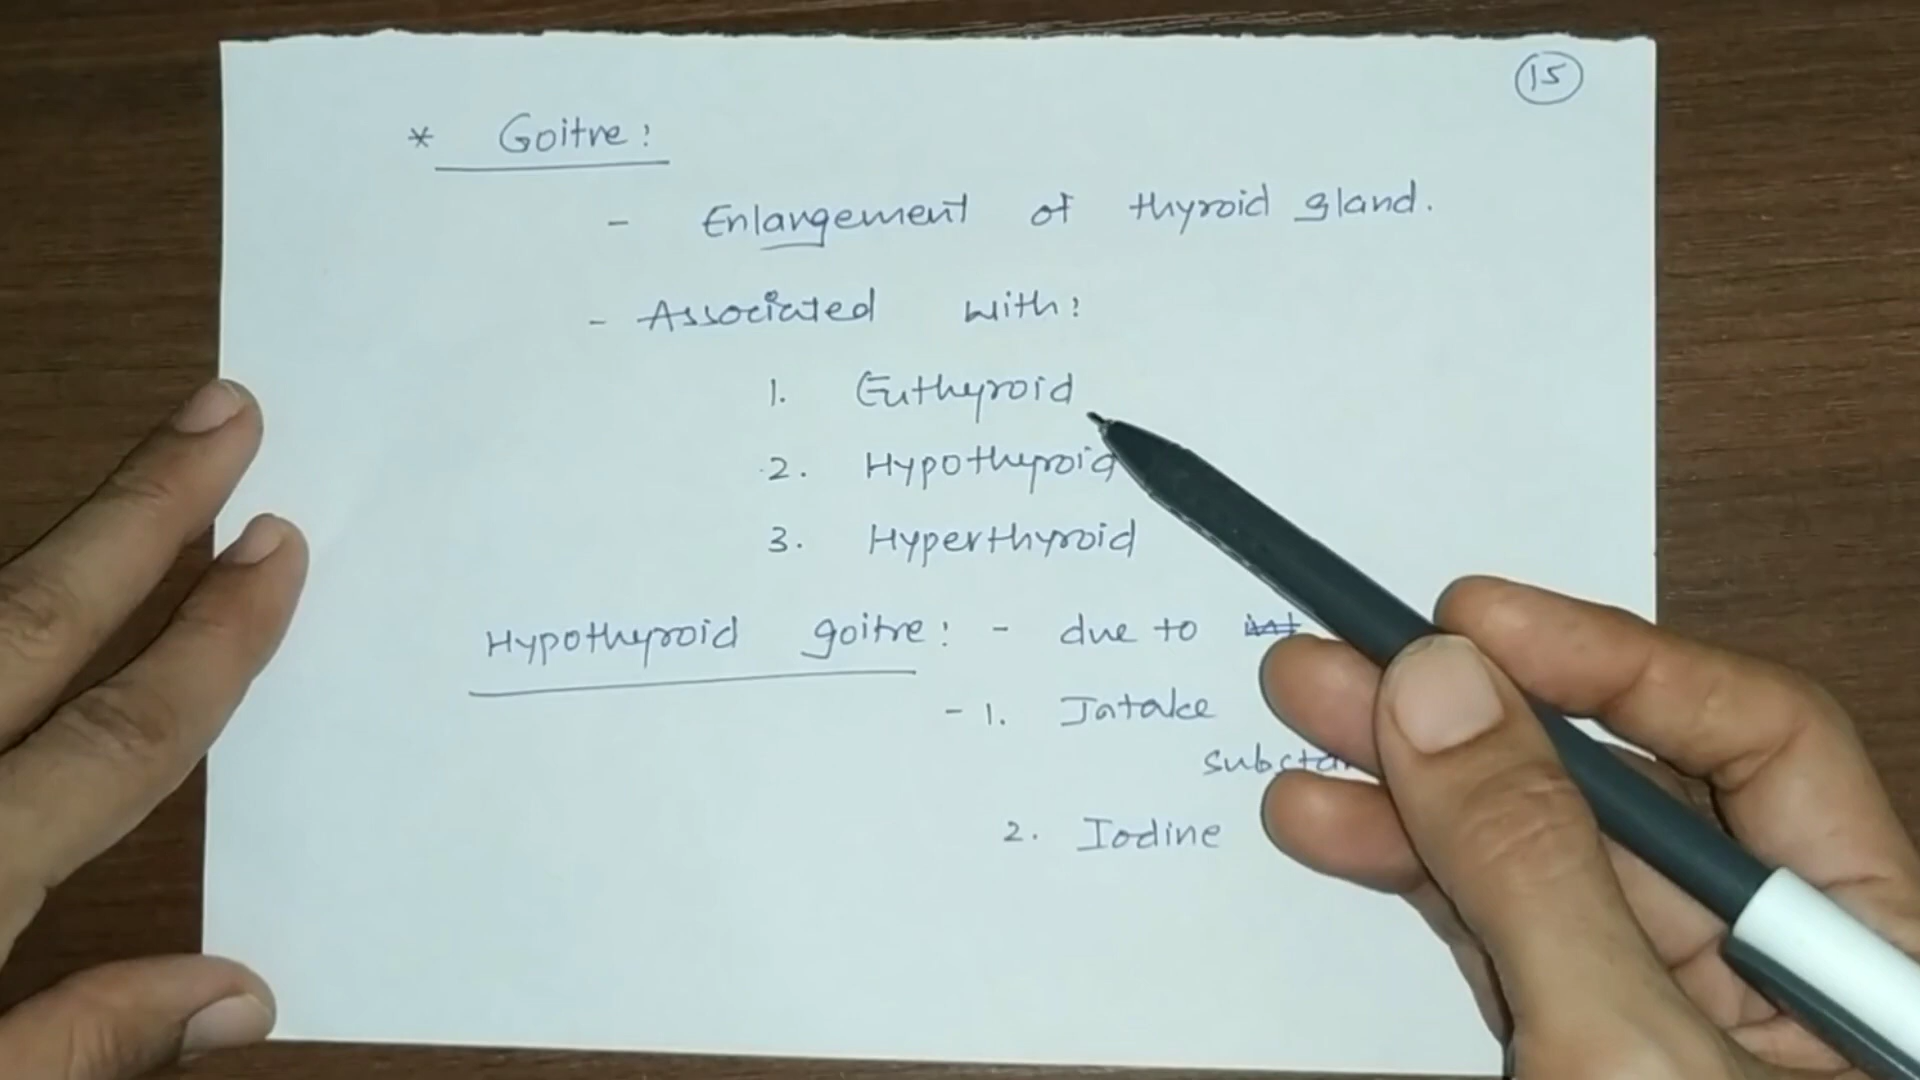 15
* Goitre:
- Enlargement of thyroid gland.
- Associated with:
1. Euthyroid
2. Hypothyroid
3. Hyperthyroid
Hypothyroid goitre: - due to
- 1. Intake
2. Iodine